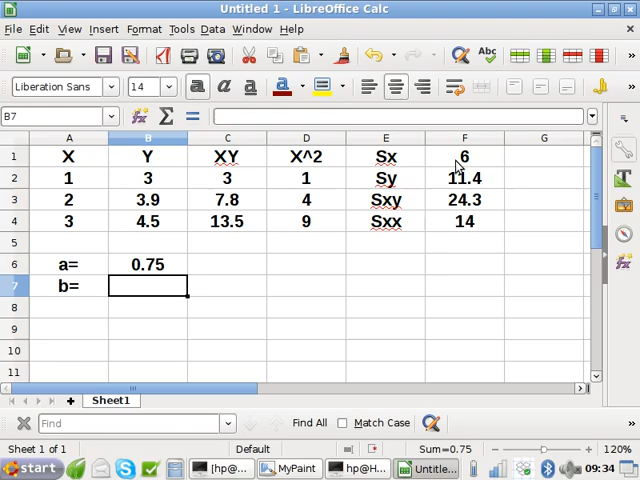 Untitled 1 - LibreOffice Calc
File Edit View Insert Format Tools Data Window Help
Liberation Sans 14
B7
A B C D E F G
1 X Y XY X^2 Sx 6
2 1 3 3 1 Sy 11.4
3 2 3.9 7.8 4 Sxy 24.3
4 3 4.5 13.5 9 Sxx 14
5
6 a= 0.75
7 b=
8
9
10
11
Sheet1
Find Find All Match Case
Sheet 1 of 1 Default Sum=0.75 120%
start [hp@... MyPaint hp@H... Untitle... 09:34